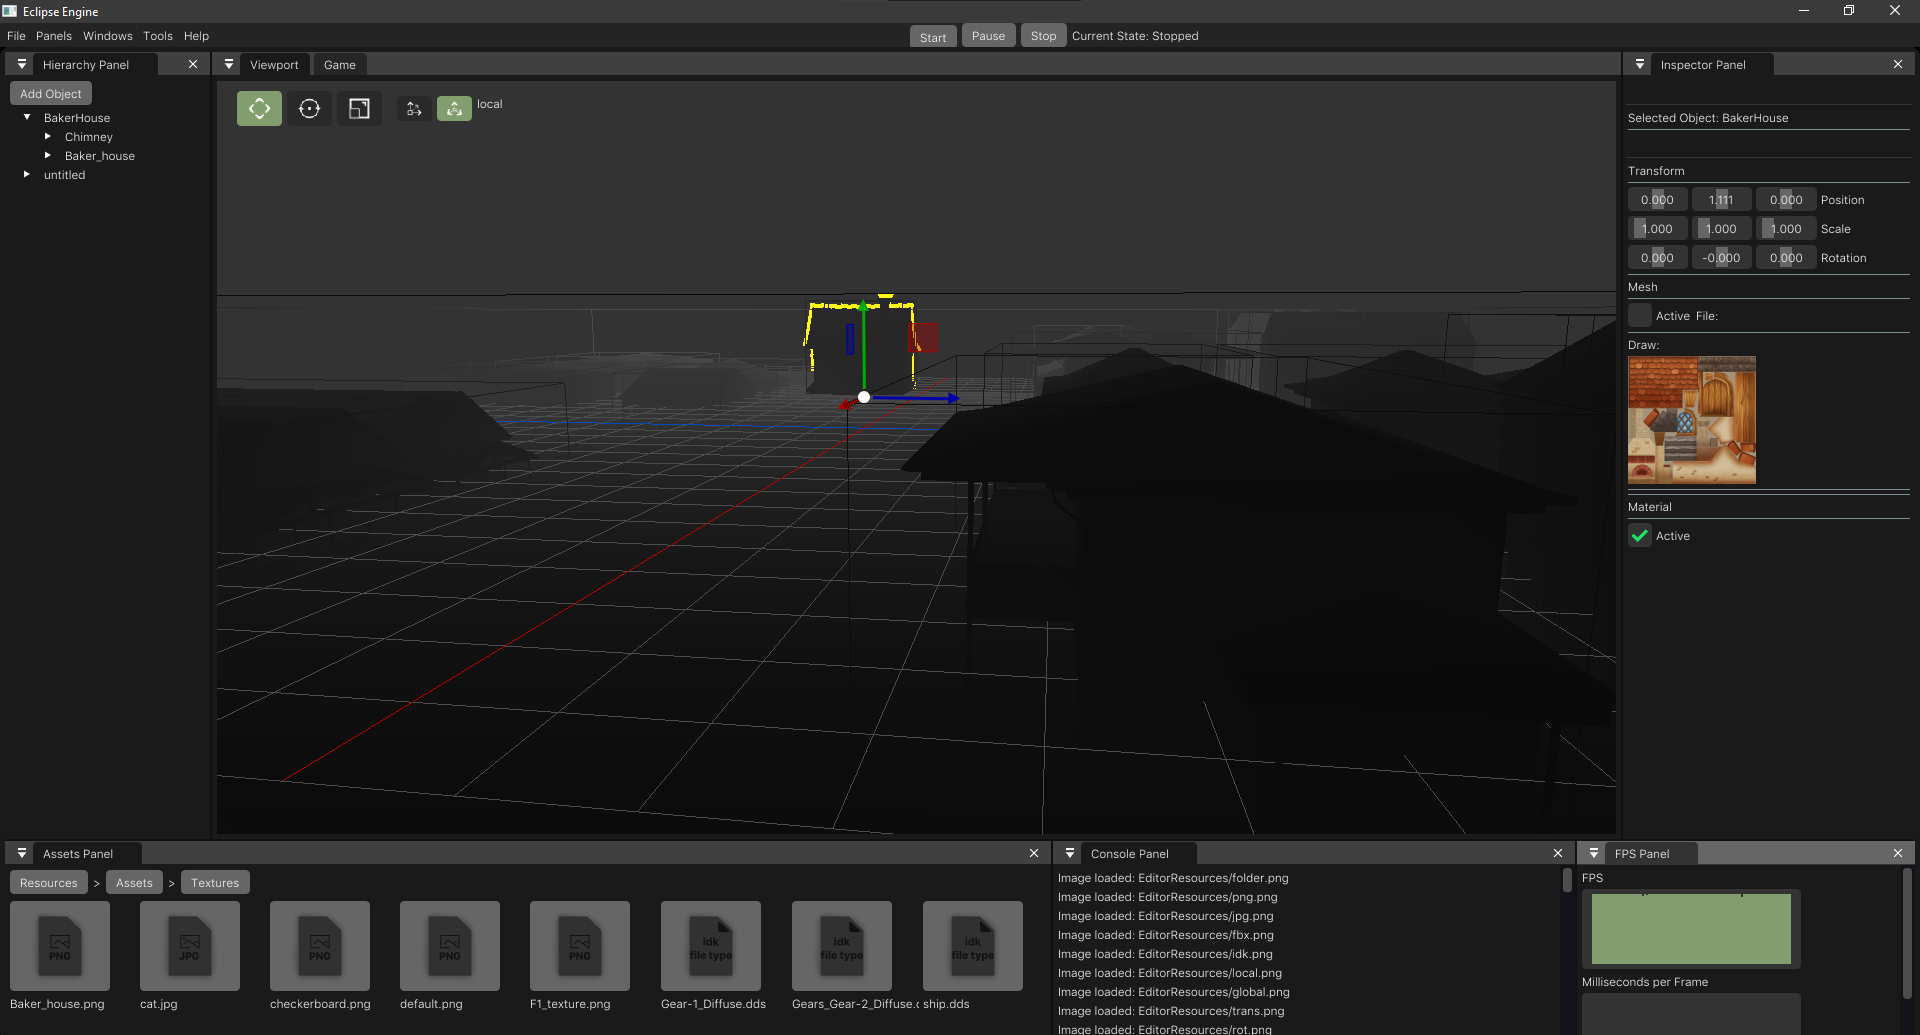 Eclipse Engine
File Panels Windows Tools Help
Start Pause Stop Current State: Stopped
Hierarchy Panel
Add Object
BakerHouse
Chimney
Baker_house
untitled
Viewport Game
local
Inspector Panel
Selected Object: BakerHouse
Transform
0.000 1.111 0.000 Position
1.000 1.000 1.000 Scale
0.000 -0.000 0.000 Rotation
Mesh
Active File:
Draw:
Material
Active
Assets Panel
Resources > Assets > Textures
PNG JPG PNG PNG PNG idk file type idk file type idk file type
Baker_house.png cat.jpg checkerboard.png default.png F1_texture.png Gear-1_Diffuse.dds Gears_Gear-2_Diffuse.c ship.dds
Console Panel
Image loaded: EditorResources/folder.png
Image loaded: EditorResources/png.png
Image loaded: EditorResources/jpg.png
Image loaded: EditorResources/fbx.png
Image loaded: EditorResources/idk.png
Image loaded: EditorResources/local.png
Image loaded: EditorResources/global.png
Image loaded: EditorResources/trans.png
Image loaded: EditorResources/rot.png
FPS Panel
FPS
Milliseconds per Frame